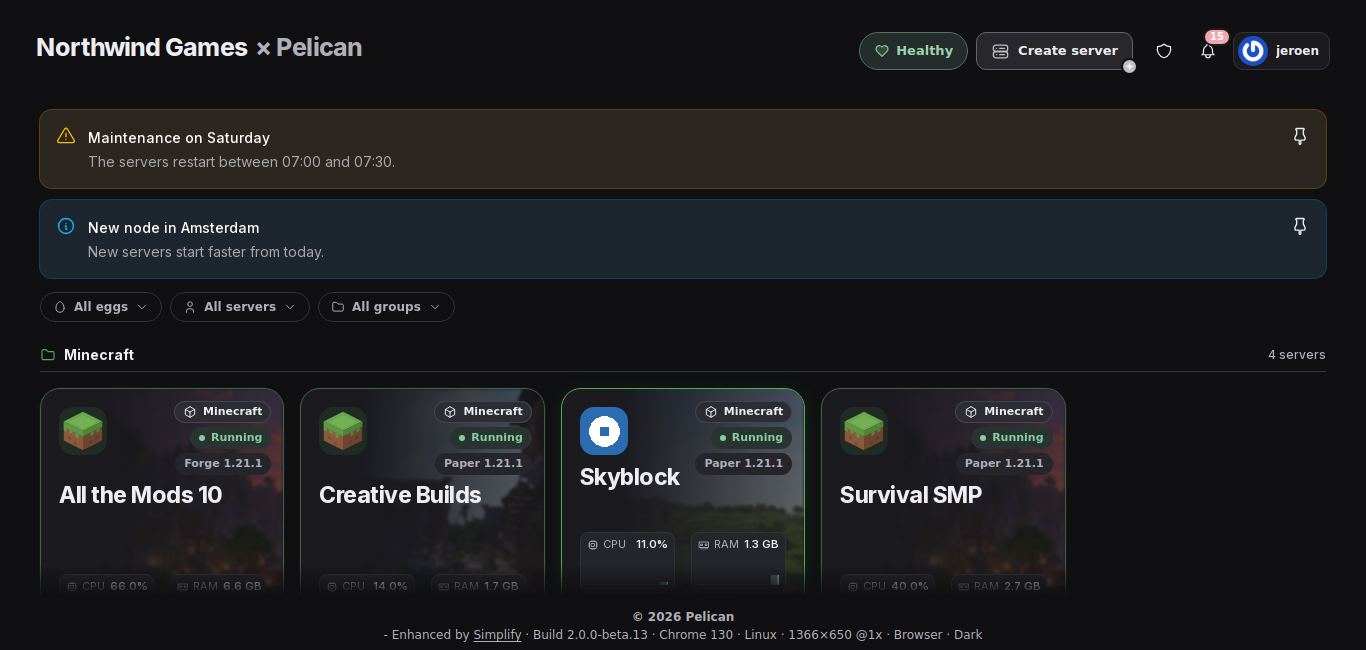 Northwind Games × Pelican
Healthy
Create server
15
jeroen
Maintenance on Saturday
The servers restart between 07:00 and 07:30.
New node in Amsterdam
New servers start faster from today.
All eggs
All servers
All groups
Minecraft
4 servers
Minecraft
Running
Forge 1.21.1
All the Mods 10
CPU 66.0%
RAM 6.6 GB
Minecraft
Running
Paper 1.21.1
Creative Builds
CPU 14.0%
RAM 1.7 GB
Minecraft
Running
Paper 1.21.1
Skyblock
CPU 11.0%
RAM 1.3 GB
Minecraft
Running
Paper 1.21.1
Survival SMP
CPU 40.0%
RAM 2.7 GB
© 2026 Pelican
- Enhanced by Simplify · Build 2.0.0-beta.13 · Chrome 130 · Linux · 1366×650 @1x · Browser · Dark